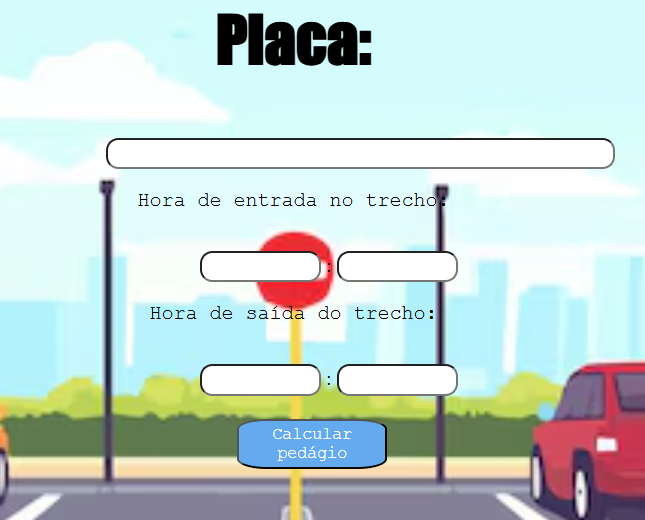 Placa:
Hora de entrada no trecho:
:
Hora de saída do trecho:
:
Calcular
pedágio